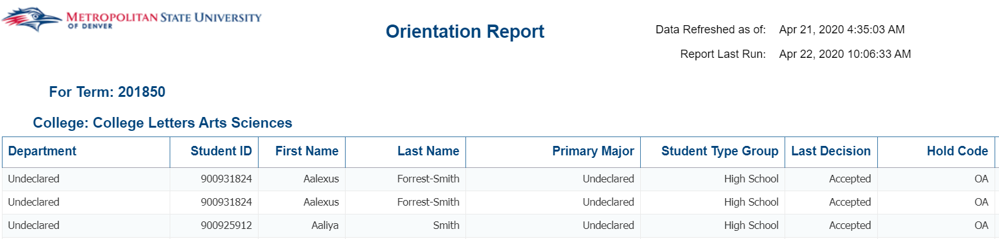 METROPOLITAN STATE UNIVERSITY
OF DENVER
Orientation Report
Data Refreshed as of: Apr 21, 2020 4:35:03 AM
Report Last Run: Apr 22, 2020 10:06:33 AM
For Term: 201850
College: College Letters Arts Sciences
Department Student ID First Name Last Name Primary Major Student Type Group Last Decision Hold Code
Undeclared 900931824 Aalexus Forrest-Smith Undeclared High School Accepted OA
Undeclared 900931824 Aalexus Forrest-Smith Undeclared High School Accepted OA
Undeclared 900925912 Aaliya Smith Undeclared High School Accepted OA